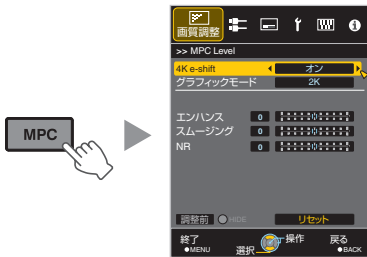 MPC
画質調整
>> MPC Level
4K e-shift オン
グラフィックモード 2K
エンハンス 0
スムージング 0
NR 0
調整前 HIDE リセット
終了 操作 戻る
MENU 選択 BACK